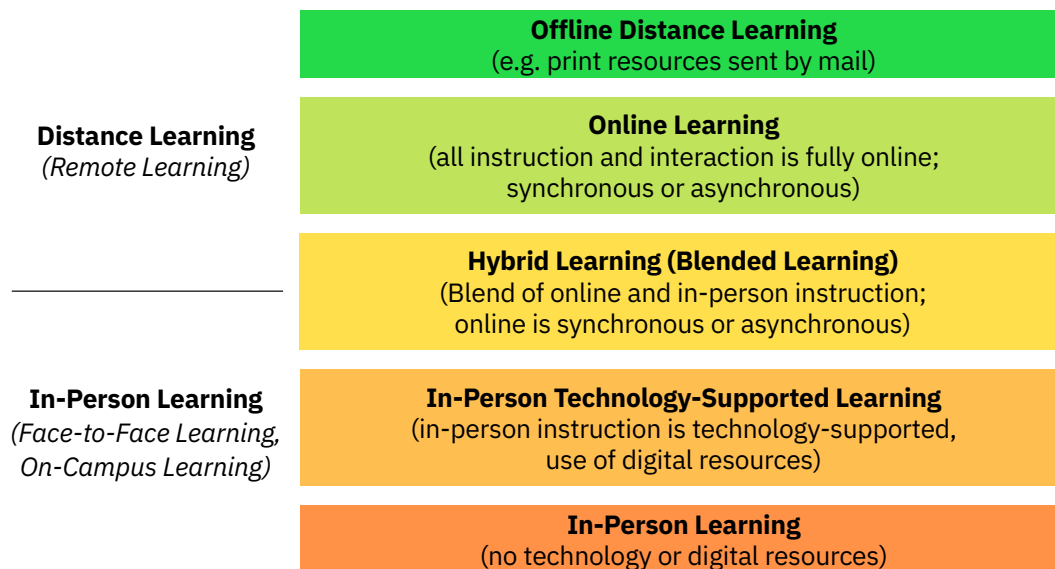 Offline Distance Learning
(e.g. print resources sent by mail)
Distance Learning
(Remote Learning)
Online Learning
(all instruction and interaction is fully online;
synchronous or asynchronous)
Hybrid Learning (Blended Learning)
(Blend of online and in-person instruction;
online is synchronous or asynchronous)
In-Person Learning
(Face-to-Face Learning,
On-Campus Learning)
In-Person Technology-Supported Learning
(in-person instruction is technology-supported,
use of digital resources)
In-Person Learning
(no technology or digital resources)